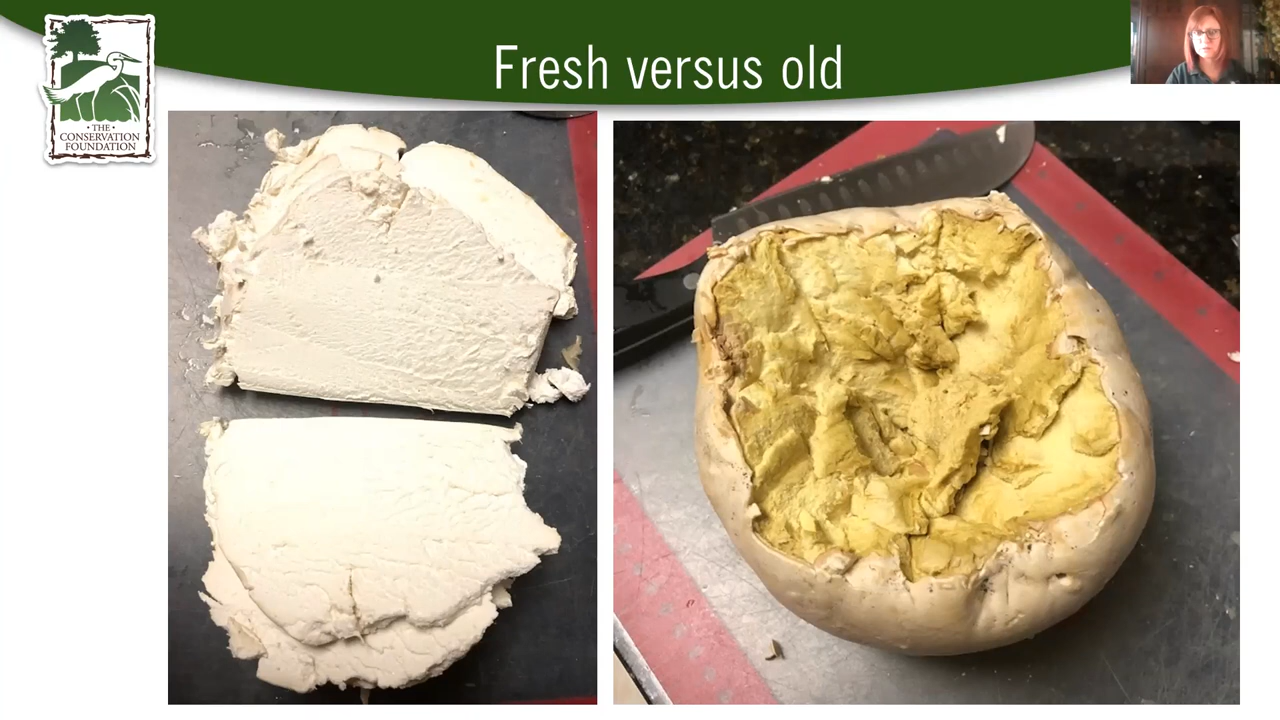 Fresh versus old
• THE •
CONSERVATION
FOUNDATION